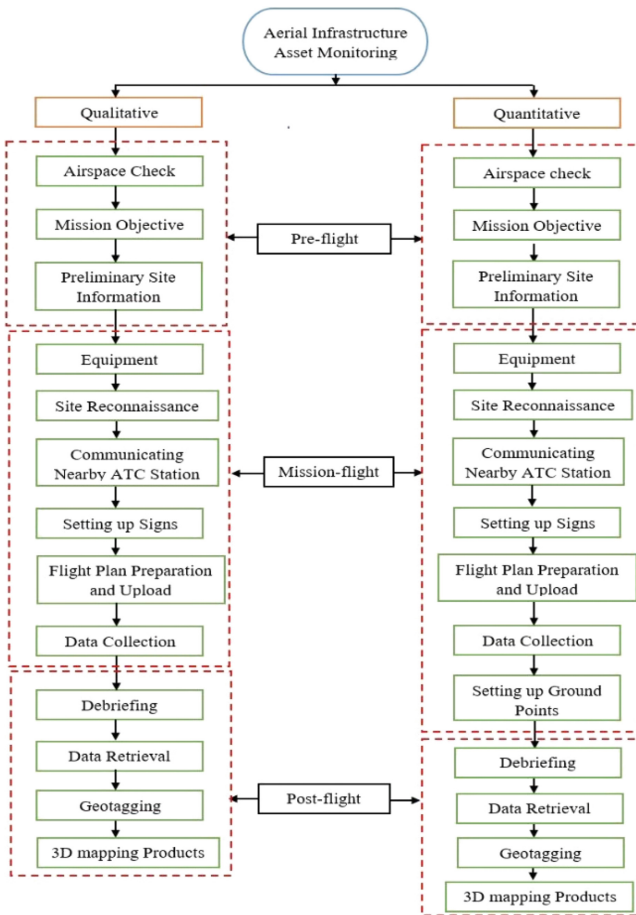 Aerial Infrastructure
Asset Monitoring
Qualitative
Airspace Check
Mission Objective
Preliminary Site
Information
Equipment
Site Reconnaissance
Communicating
Nearby ATC Station
Setting up Signs
Flight Plan Preparation
and Upload
Data Collection
Debriefing
Data Retrieval
Geotagging
3D mapping Products
Pre-flight
Mission-flight
Post-flight
Quantitative
Airspace check
Mission Objective
Preliminary Site
Information
Equipment
Site Reconnaissance
Communicating
Nearby ATC Station
Setting up Signs
Flight Plan Preparation
and Upload
Data Collection
Setting up Ground
Points
Debriefing
Data Retrieval
Geotagging
3D mapping Products